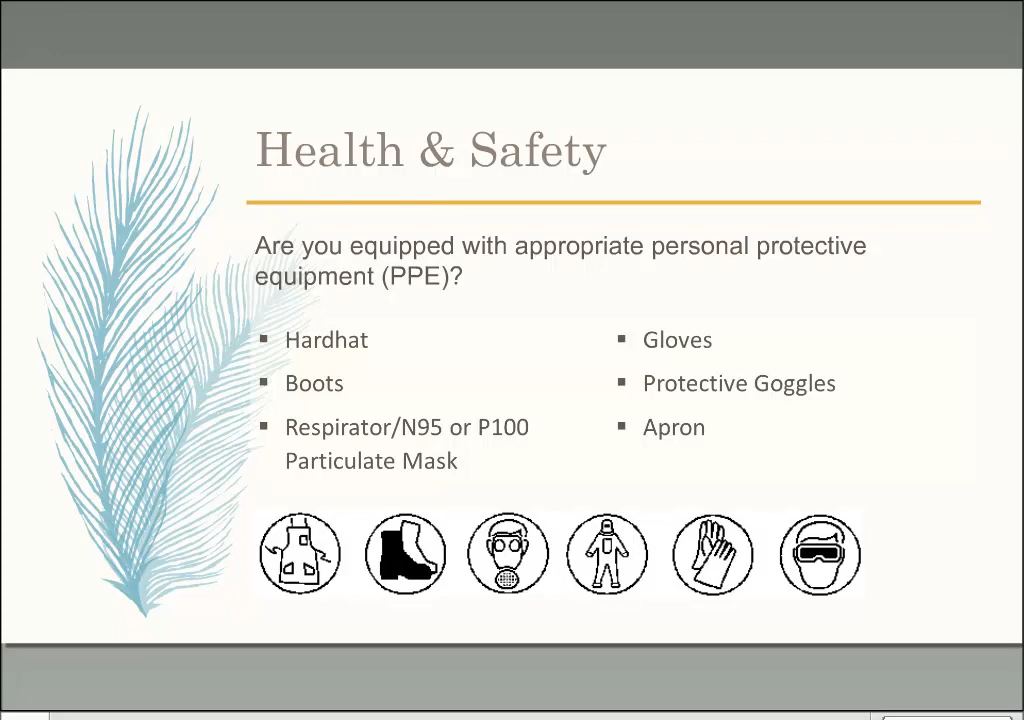 Health & Safety
Are you equipped with appropriate personal protective
equipment (PPE)?
▪ Hardhat
▪ Boots
▪ Respirator/N95 or P100
Particulate Mask
▪ Gloves
▪ Protective Goggles
▪ Apron